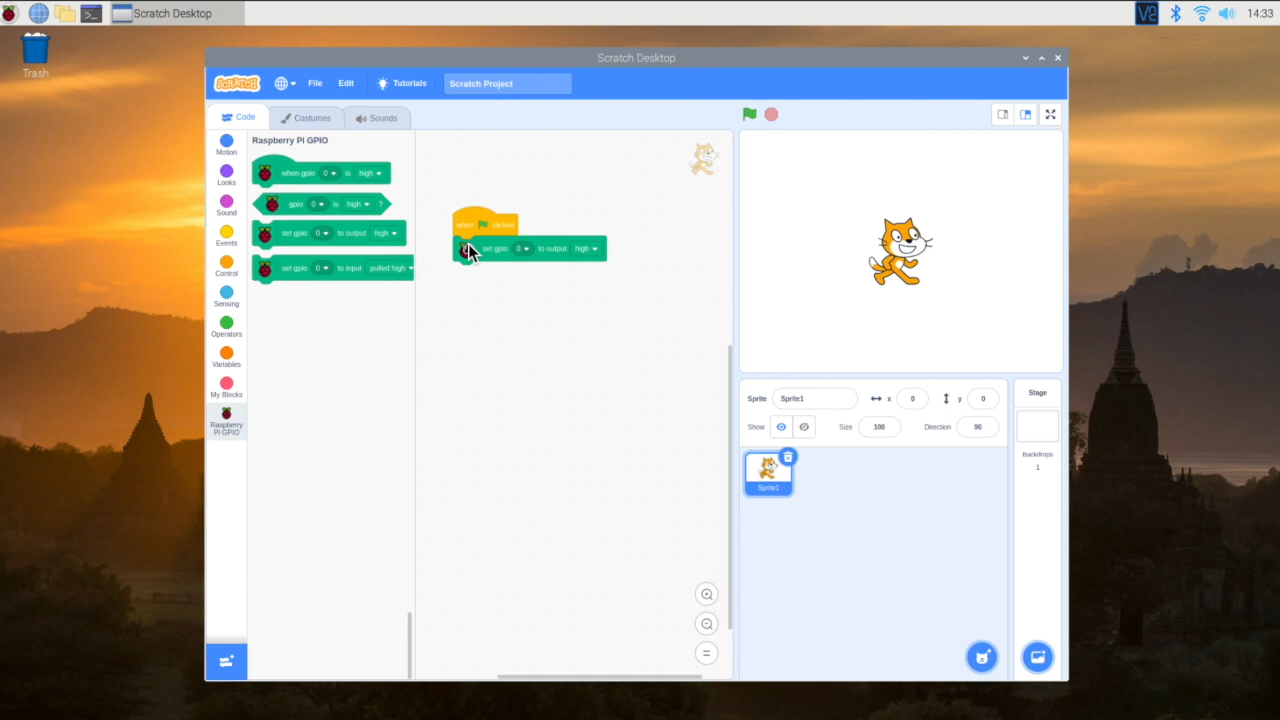 Scratch Desktop
14:33
Trash
Scratch Desktop
SCRATCH
File
Edit
Tutorials
Scratch Project
Code
Costumes
Sounds
Motion
Looks
Sound
Events
Control
Sensing
Operators
Variables
My Blocks
Raspberry
Pi GPIO
Raspberry Pi GPIO
when gpio 0 is high
gpio 0 is high ?
set gpio 0 to output high
set gpio 0 to input pulled high
when clicked
set gpio 0 to output high
Sprite Sprite1 x 0 y 0
Show Size 100 Direction 90
Sprite1
Stage
Backdrops
1